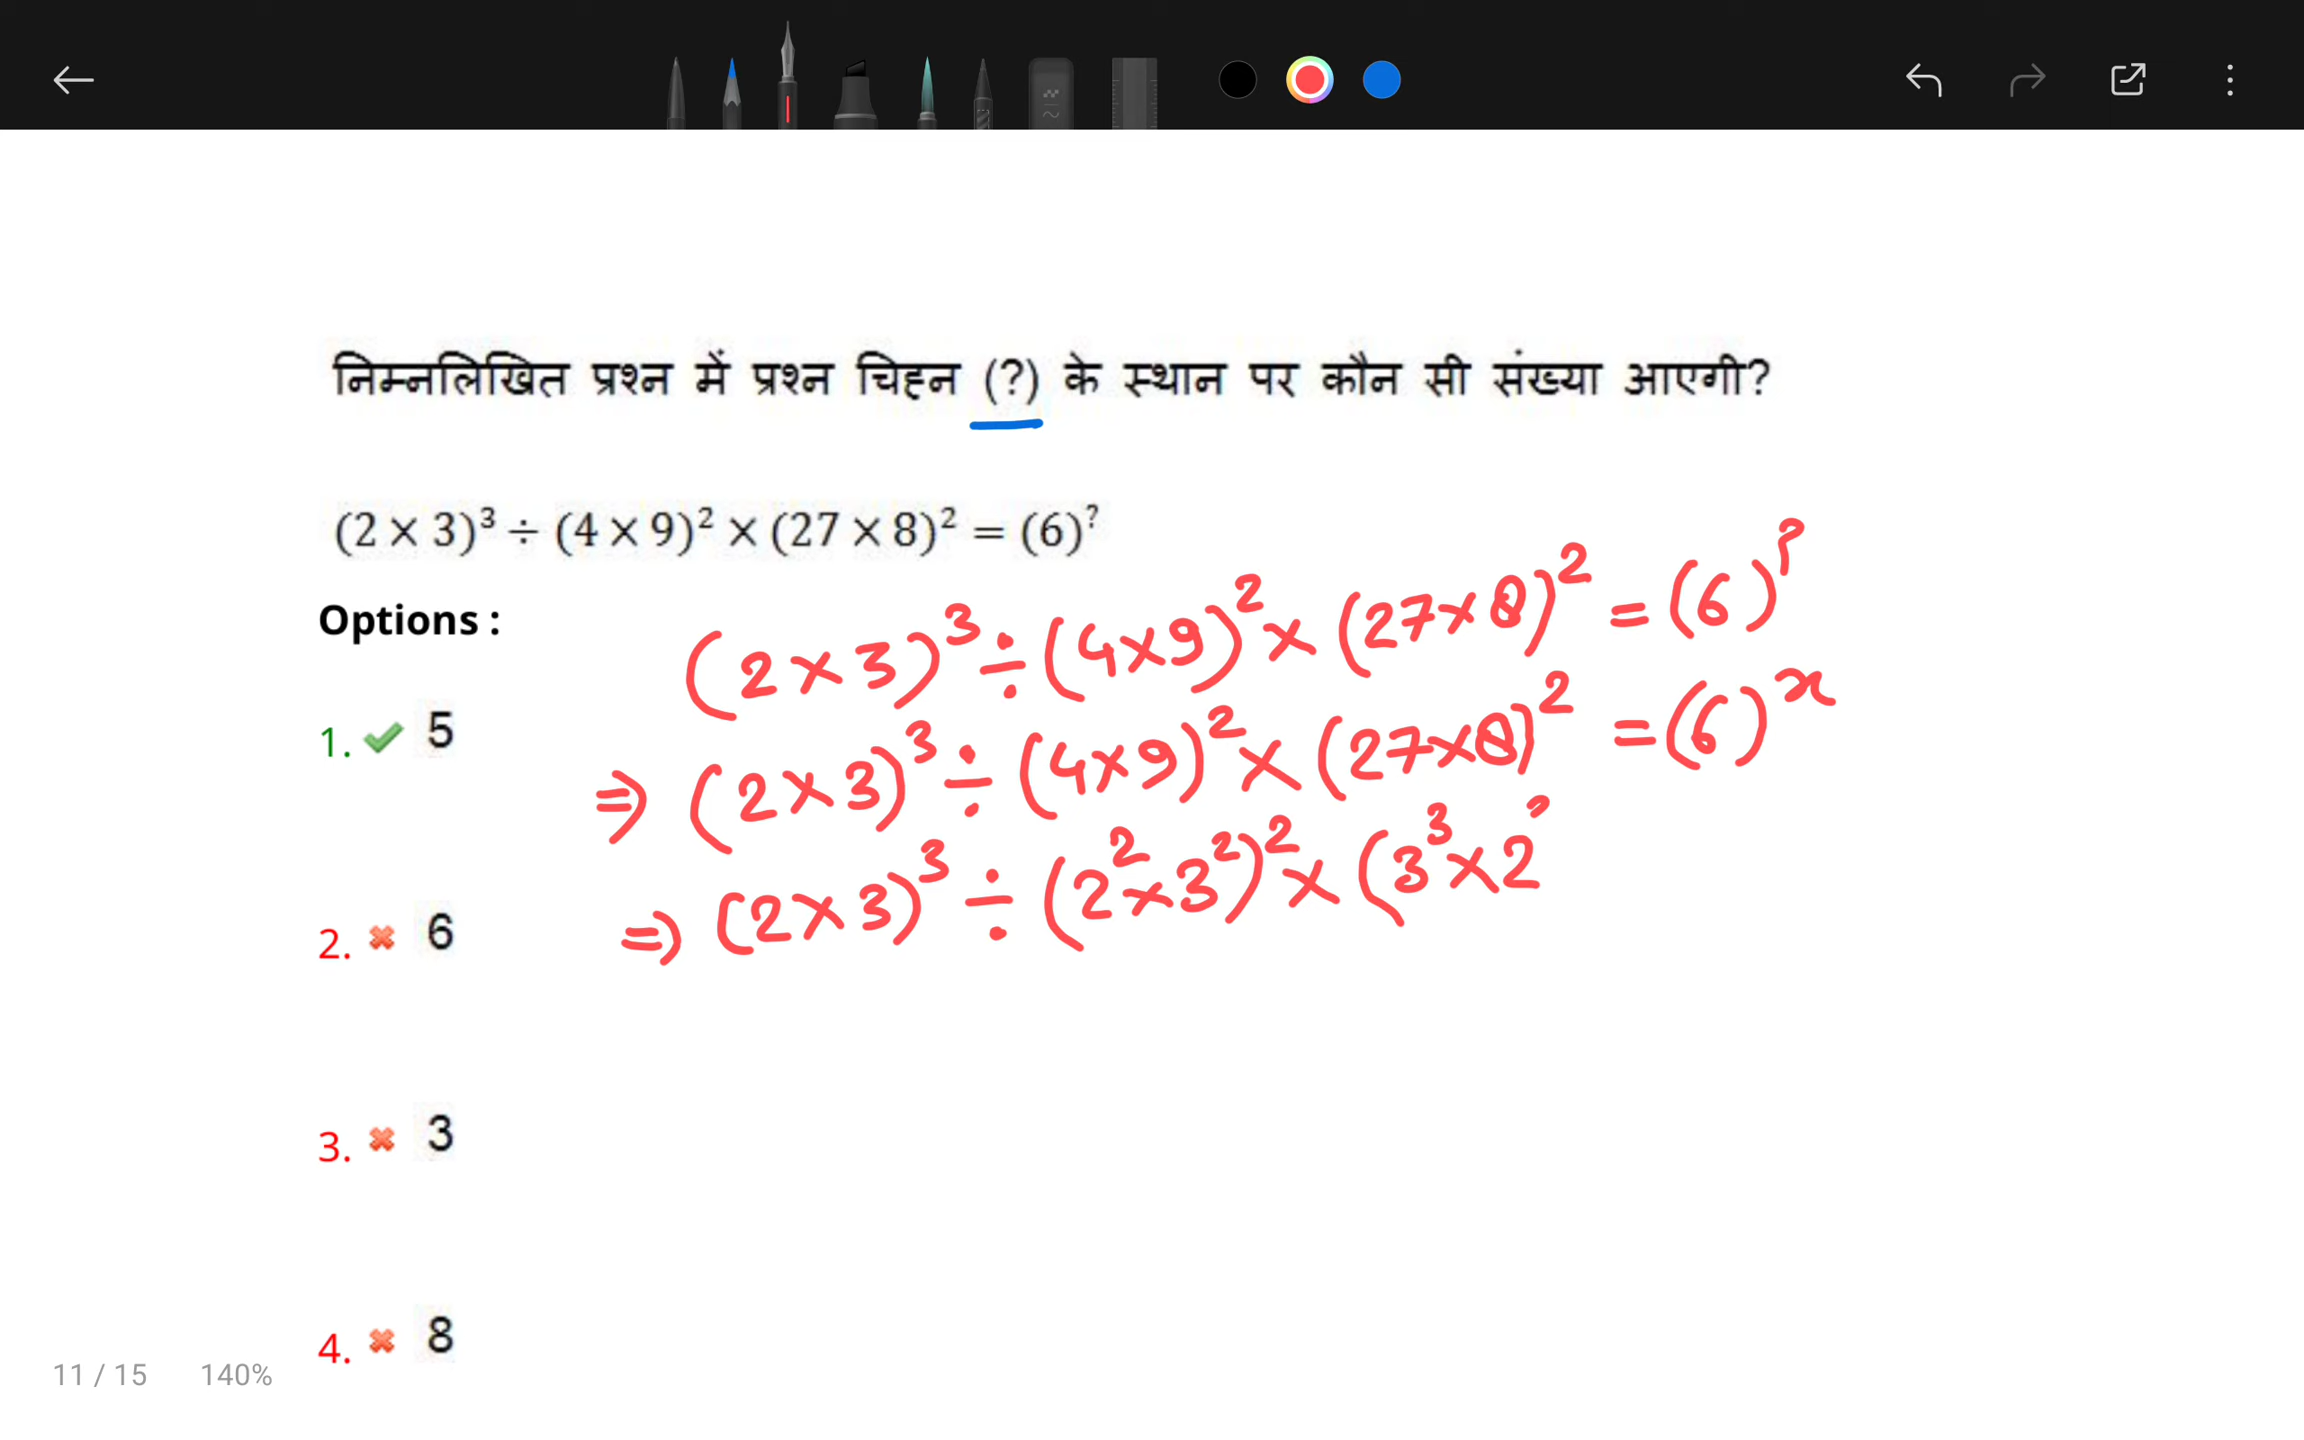 निम्नलिखित प्रश्न में प्रश्न चिह्न (?) के स्थान पर कौन सी संख्या आएगी?
(2 × 3)³ ÷ (4 × 9)² × (27 × 8)² = (6)^?
Options :
(2 × 3)³ ÷ (4 × 9)² × (27 × 8)² = (6)^?
1. ✔ 5
⇒ (2 × 3)³ ÷ (4 × 9)² × (27 × 8)² = (6)^x
⇒ (2 × 3)³ ÷ (2² × 3²)² × (3³ × 2
2. ✖ 6
3. ✖ 3
4. ✖ 8
11 / 15 140%